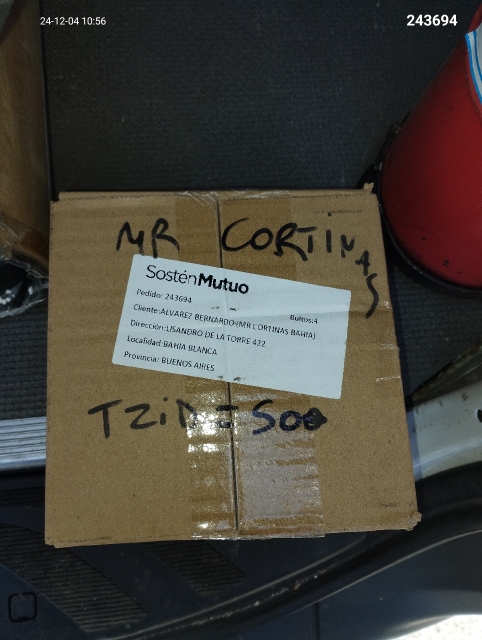 24-12-04 10:56
243694
MR CORTINAS
SosténMutuo
Pedido: 243694
Bultos:4
Cliente:ALVAREZ BERNARDO (MR CORTINAS BAHIA)
Dirección:LISANDRO DE LA TORRE 422
Localidad:BAHIA BLANCA
Provincia: BUENOS AIRES
= 500